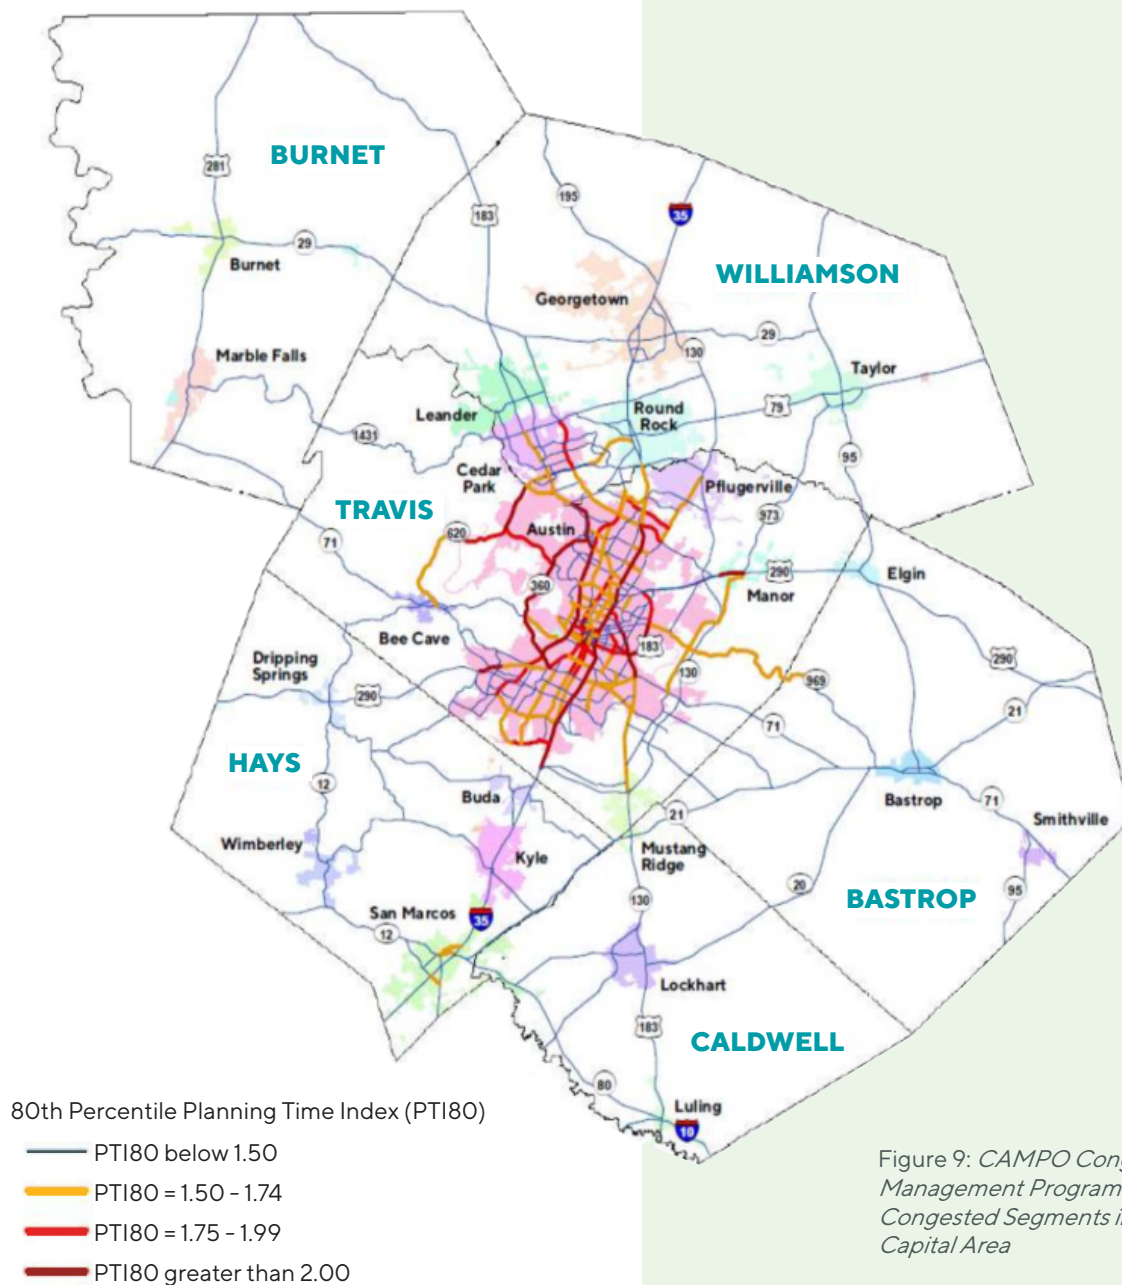 BURNET
281
195
183
35
29
Burnet
WILLIAMSON
Georgetown
29
130
Marble Falls
Taylor
Leander
Round
Rock
79
1431
95
Cedar
Park
Pflugerville
TRAVIS
973
Austin
620
71
290
Elgin
360
Manor
Bee Cave
183
Dripping
Springs
290
130
969
290
21
71
HAYS
12
Buda
Bastrop
71
21
Smithville
Wimberley
Kyle
Mustang
Ridge
20
95
130
BASTROP
San Marcos
35
12
Lockhart
183
CALDWELL
80
Luling
10
80th Percentile Planning Time Index (PTI80)
PTI80 below 1.50
PTI80 = 1.50 - 1.74
PTI80 = 1.75 - 1.99
PTI80 greater than 2.00
Figure 9: CAMPO Con
Management Program
Congested Segments i
Capital Area